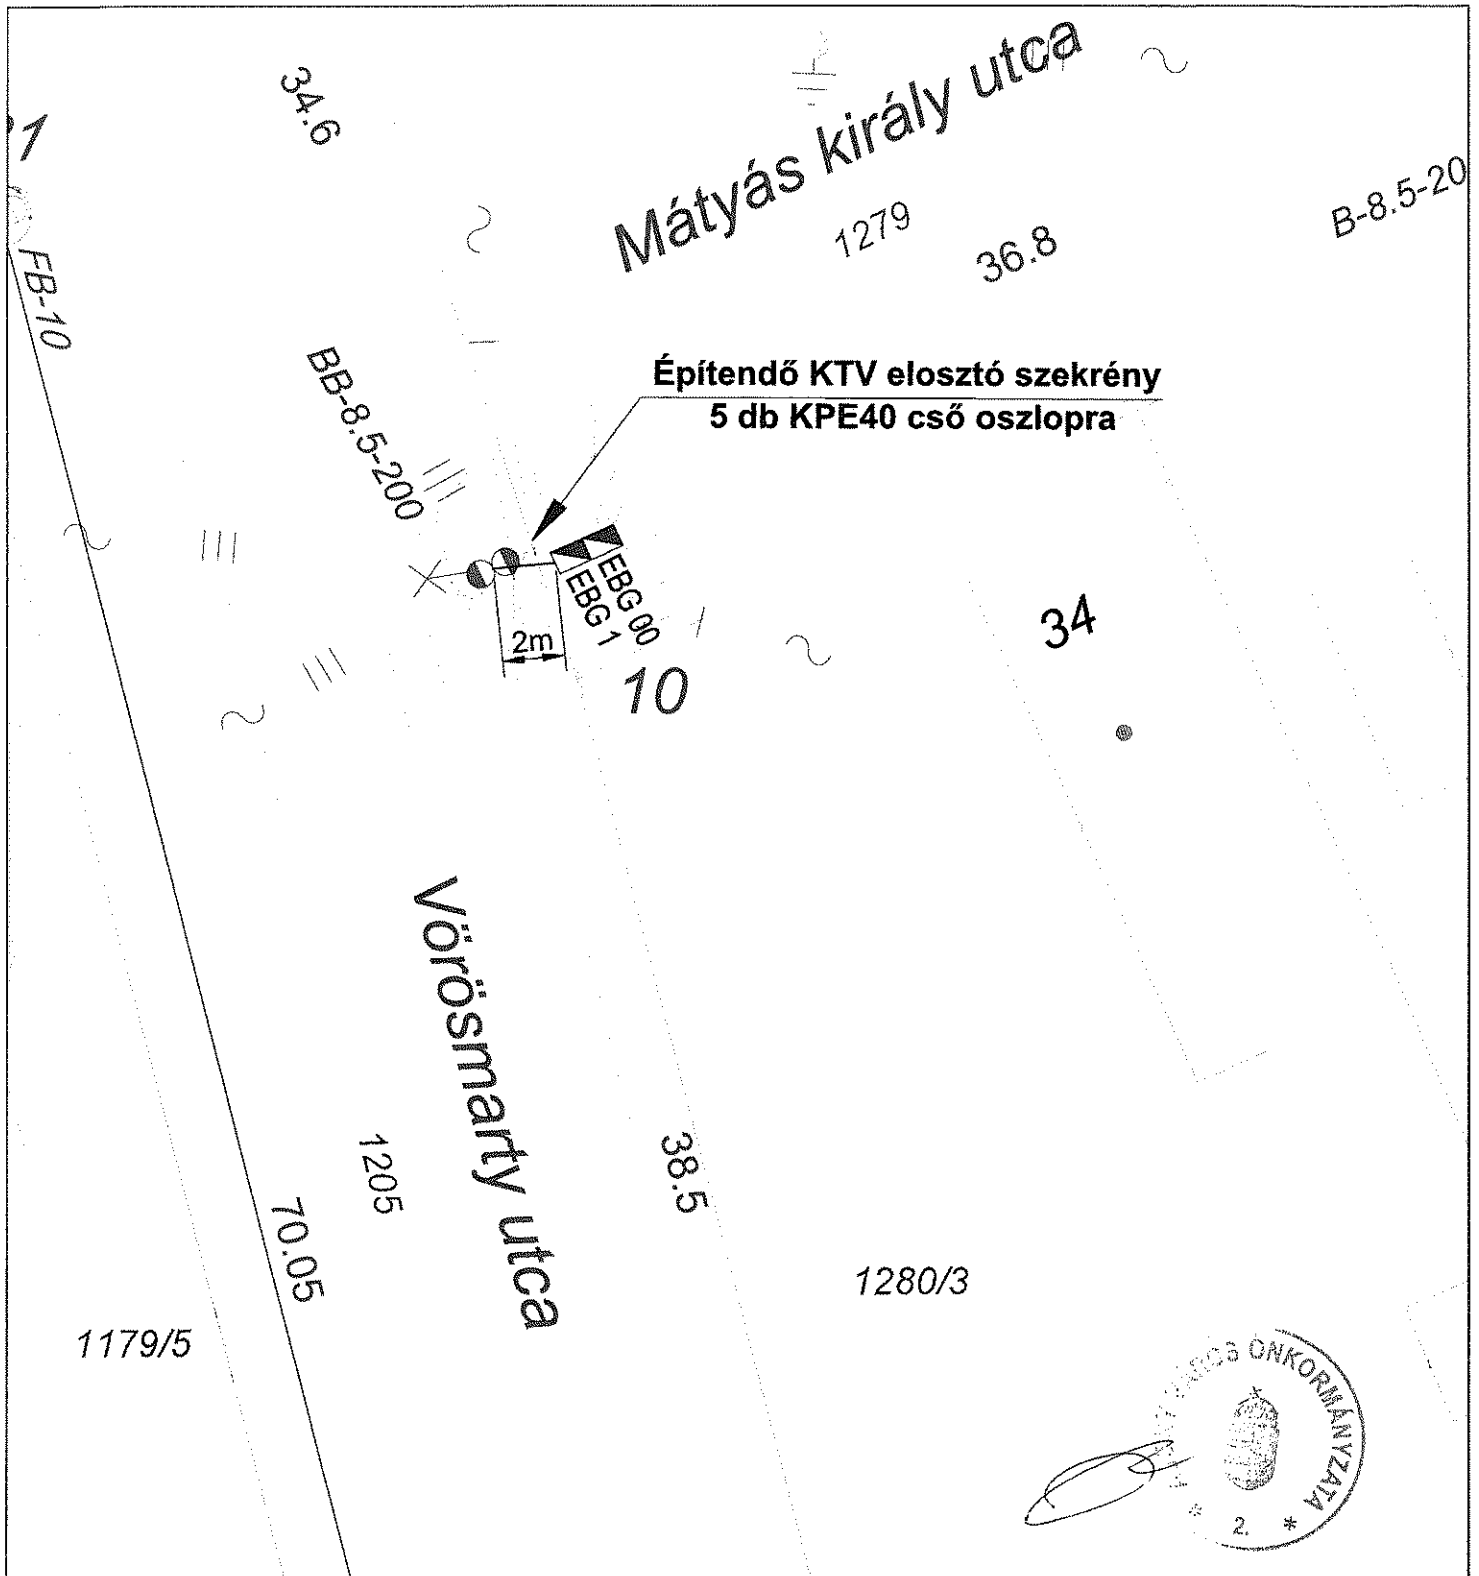 34.6
Mátyás király utca
1279
36.8
B-8.5-20
FB-10
BB-8.5-200
Építendő KTV elosztó szekrény
5 db KPE40 cső oszlopra
EBG 00
EBG 1
2m
10
34
Vörösmarty utca
1205
38.5
70.05
1280/3
1179/5
VÁROS ÖNKORMÁNYZATA
* 2. *